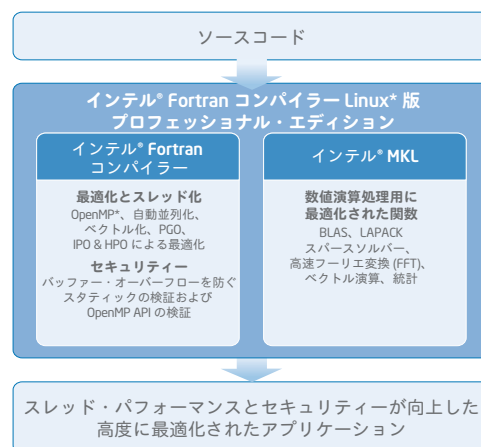 ソースコード
インテル® Fortran コンパイラー Linux* 版
プロフェッショナル・エディション
インテル® Fortran
コンパイラー
最適化とスレッド化
OpenMP*、自動並列化、
ベクトル化、PGO、
IPO & HPO による最適化
セキュリティー
バッファー・オーバーフローを防ぐ
スタティックの検証および
OpenMP API の検証
インテル® MKL
数値演算処理用に
最適化された関数
BLAS、LAPACK
スパースソルバー、
高速フーリエ変換 (FFT)、
ベクトル演算、統計
スレッド・パフォーマンスとセキュリティーが向上した
高度に最適化されたアプリケーション